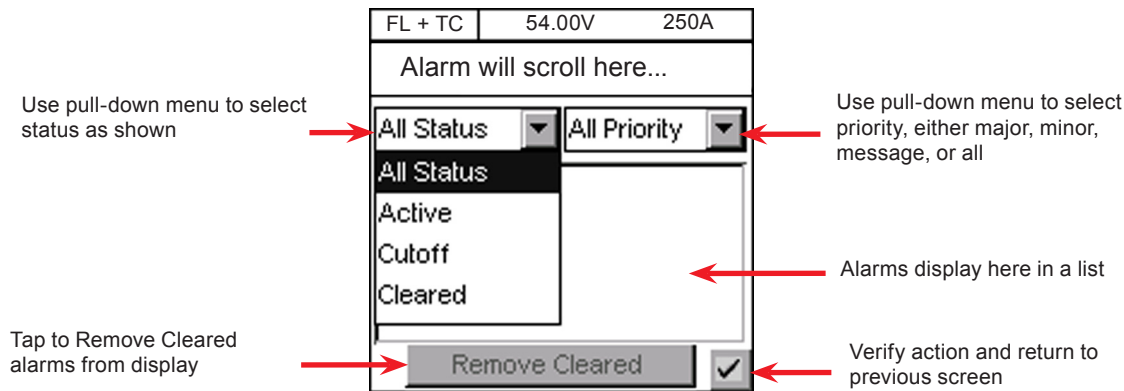 FL + TC 54.00V 250A
Alarm will scroll here...
Use pull-down menu to select
status as shown
All Status All Priority
Use pull-down menu to select
priority, either major, minor,
message, or all
All Status
Active
Cutoff
Cleared
Alarms display here in a list
Tap to Remove Cleared
alarms from display
Remove Cleared
Verify action and return to
previous screen